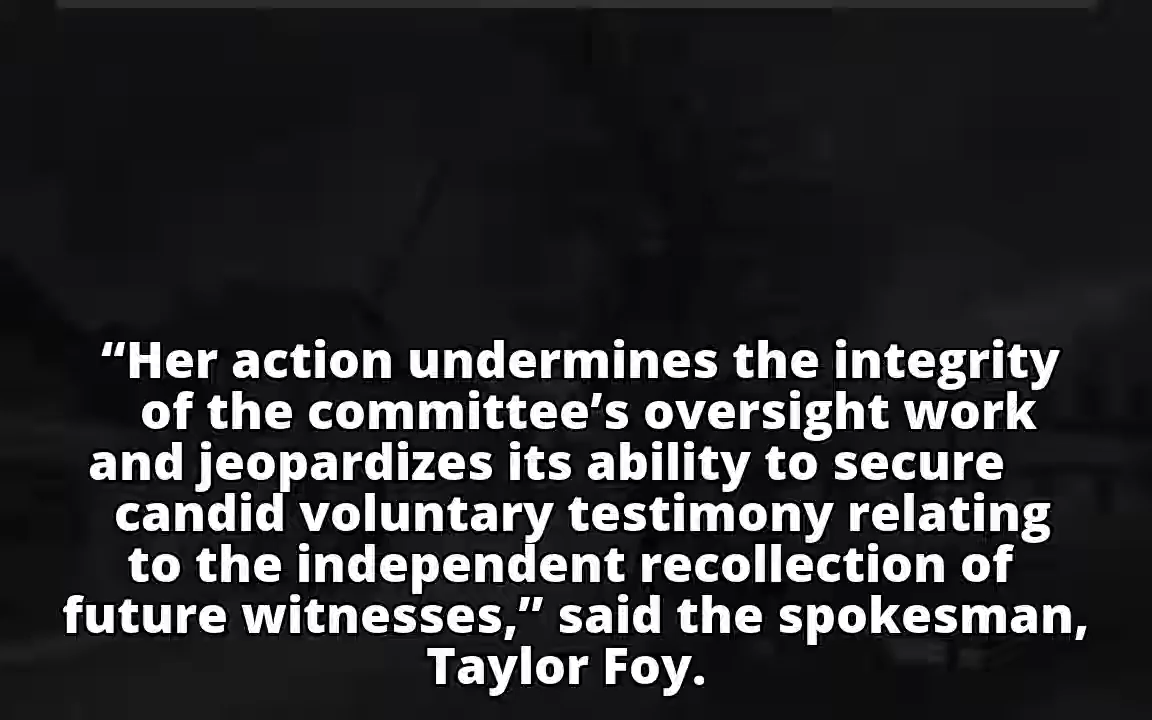 “Her action undermines the integrity
of the committee’s oversight work
and jeopardizes its ability to secure
candid voluntary testimony relating
to the independent recollection of
future witnesses,” said the spokesman,
Taylor Foy.